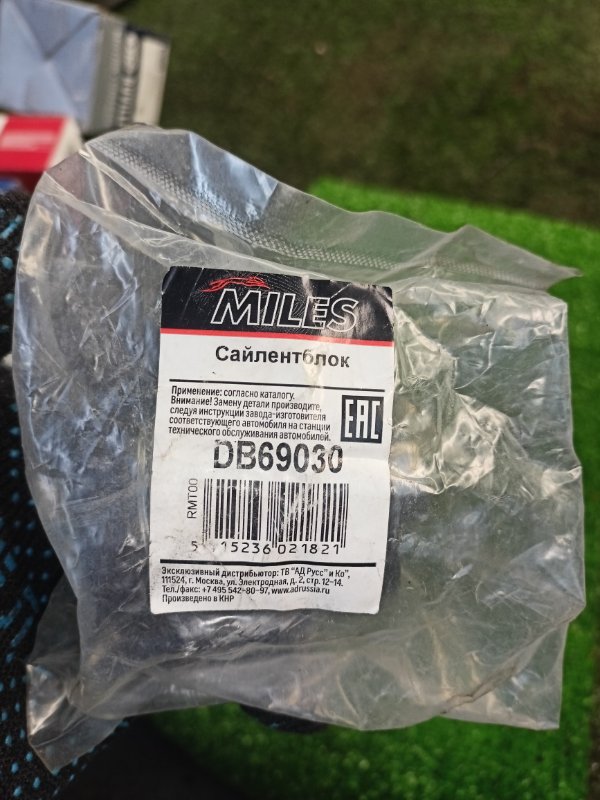 MILES
Сайлентблок
Применение: согласно каталогу.
Внимание! Замену детали производите,
следуя инструкции завода-изготовителя
соответствующего автомобиля на станции
технического обслуживания автомобилей.
EAC
DB69030
RMT00
021821
Эксклюзивный дистрибьютор: ТВ "АД Русс" и Ко",
111524, г. Москва, ул. Электродная, д. 2, стр. 12-14.
Тел./факс: +7 495 542-80-97, www.adrussia.ru
Произведено в КНР